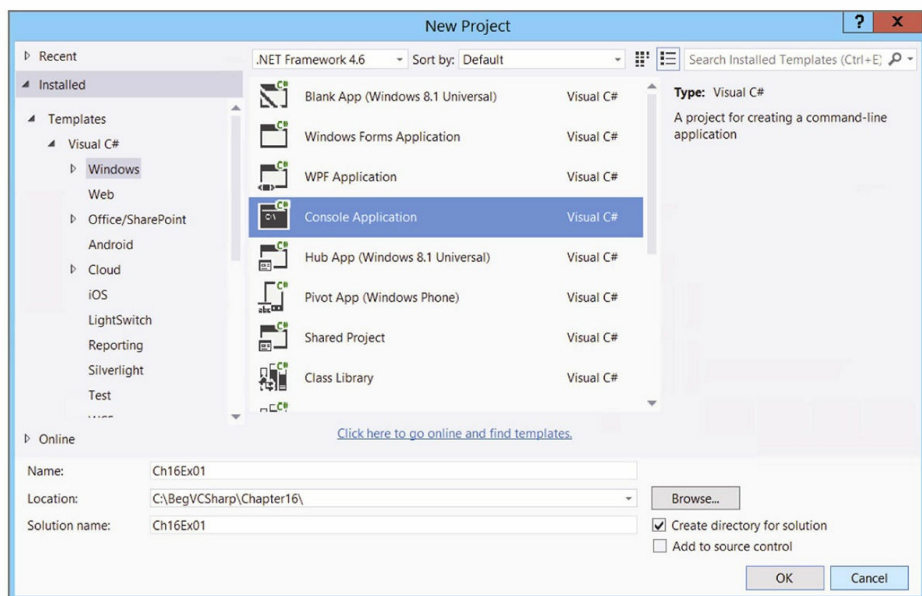 New Project
? X
Recent
Installed
Templates
Visual C#
Windows
Web
Office/SharePoint
Android
Cloud
iOS
LightSwitch
Reporting
Silverlight
Test
Online
.NET Framework 4.6 Sort by: Default
Search Installed Templates (Ctrl+E)
Blank App (Windows 8.1 Universal) Visual C#
Windows Forms Application Visual C#
WPF Application Visual C#
Console Application Visual C#
Hub App (Windows 8.1 Universal) Visual C#
Pivot App (Windows Phone) Visual C#
Shared Project Visual C#
Class Library Visual C#
Click here to go online and find templates.
Type: Visual C#
A project for creating a command-line
application
Name: Ch16Ex01
Location: C:\BegVCSharp\Chapter16\
Browse...
Solution name: Ch16Ex01
Create directory for solution
Add to source control
OK Cancel